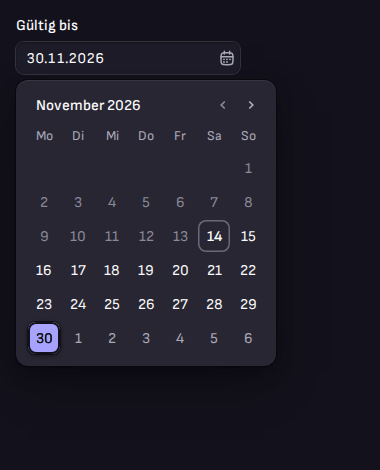 Gültig bis
30.11.2026
November 2026
Mo Di Mi Do Fr Sa So
1
2 3 4 5 6 7 8
9 10 11 12 13 14 15
16 17 18 19 20 21 22
23 24 25 26 27 28 29
30 1 2 3 4 5 6